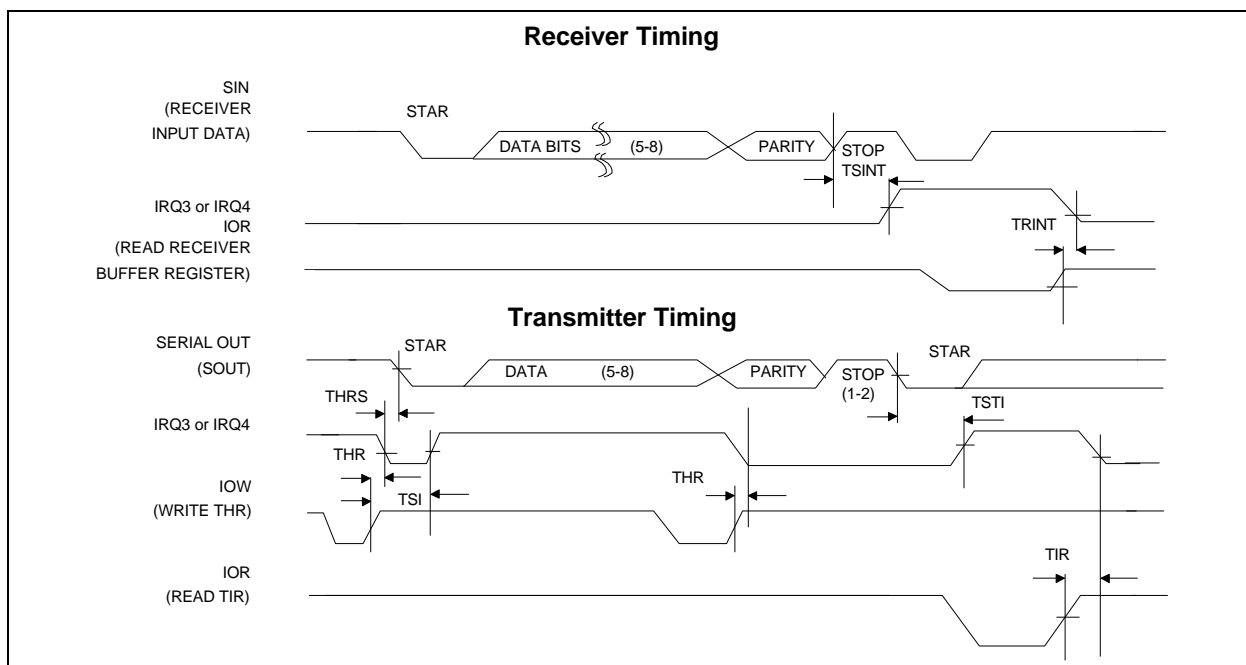 Receiver Timing
SIN
(RECEIVER
INPUT DATA)
STAR
DATA BITS (5-8)
PARITY
STOP
TSINT
IRQ3 or IRQ4
IOR
(READ RECEIVER
BUFFER REGISTER)
TRINT
Transmitter Timing
SERIAL OUT
(SOUT)
STAR
DATA (5-8)
PARITY
STOP
(1-2)
STAR
THRS
IRQ3 or IRQ4
TSTI
THR
IOW
(WRITE THR)
TSI
THR
IOR
(READ TIR)
TIR